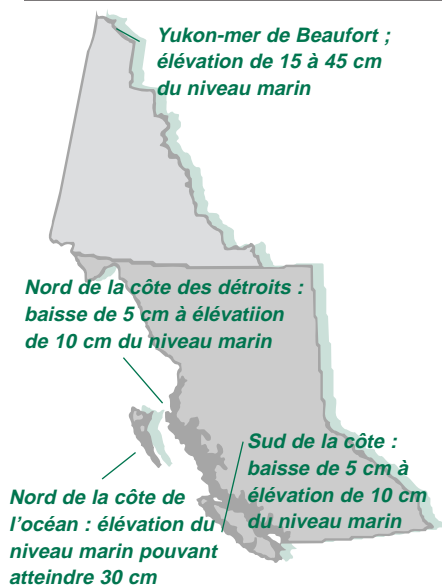 Yukon-mer de Beaufort ;
élévation de 15 à 45 cm
du niveau marin
Nord de la côte des détroits :
baisse de 5 cm à élévatiion
de 10 cm du niveau marin
Sud de la côte :
baisse de 5 cm à
élévation de 10 cm
du niveau marin
Nord de la côte de
l'océan : élévation du
niveau marin pouvant
atteindre 30 cm